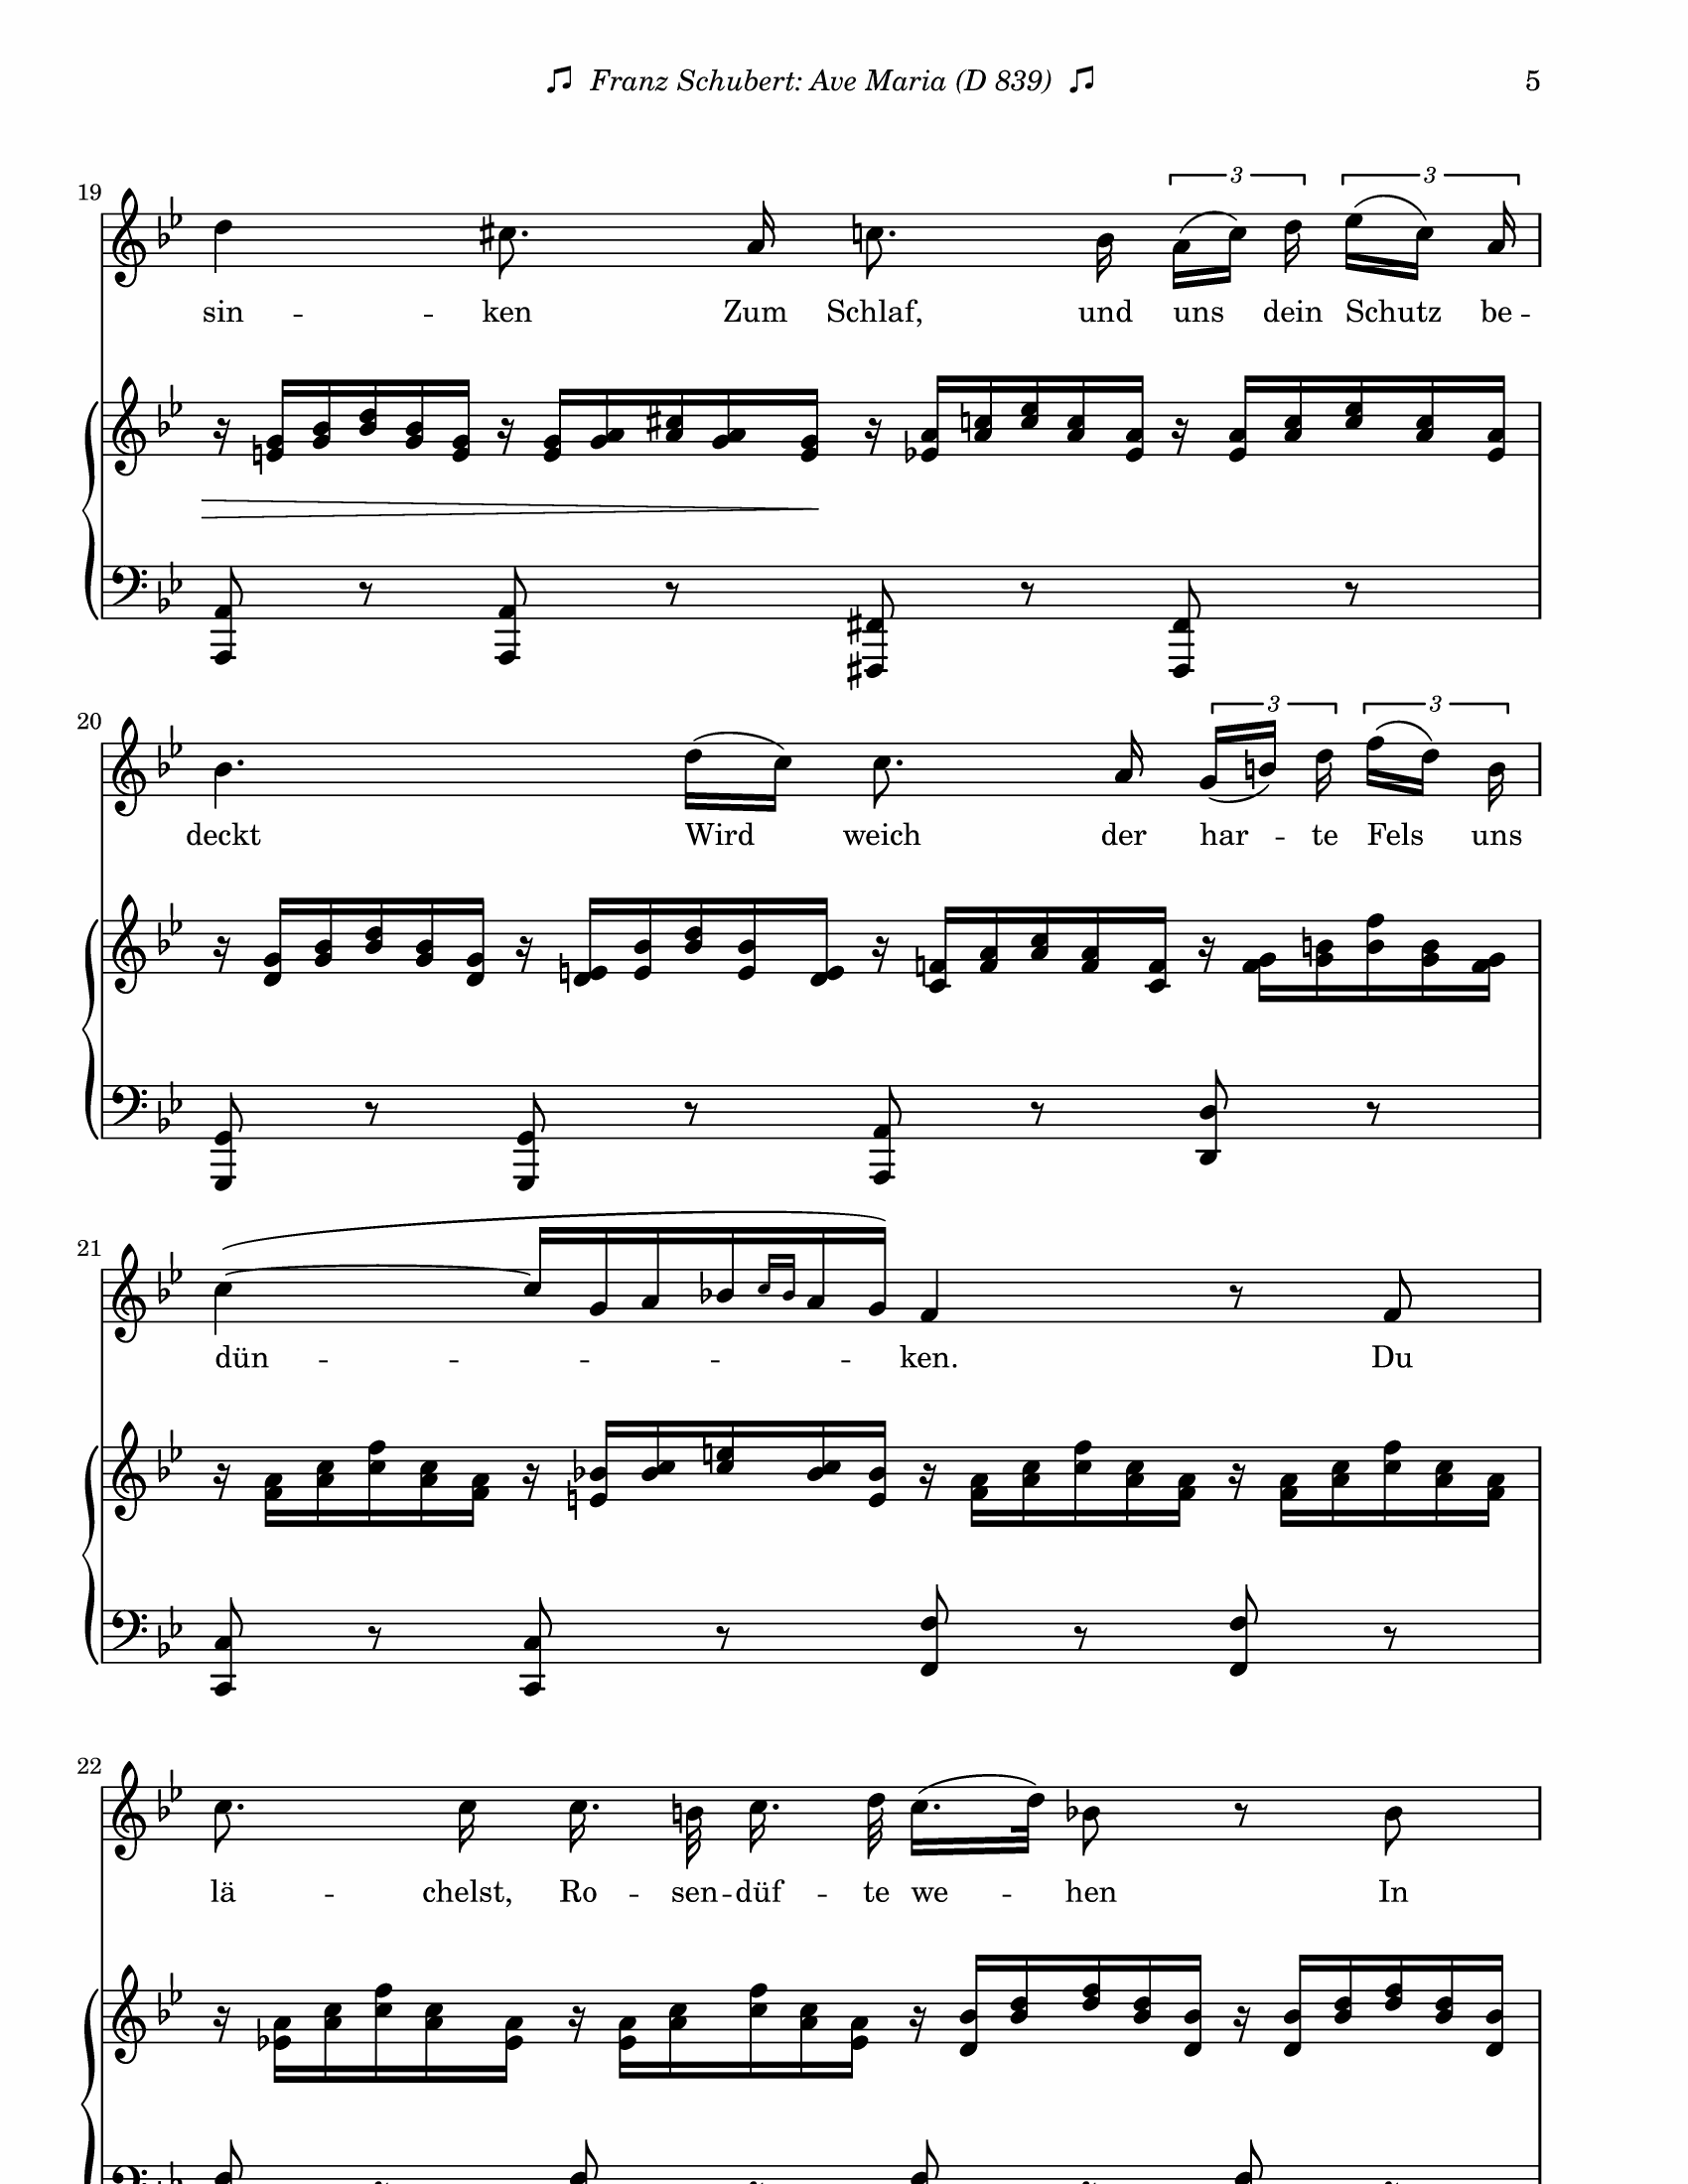 Franz Schubert: Ave Maria (D 839)
5
3 3
19
sin - - ken Zum Schlaf, und uns dein Schutz be -
3 3
20
deckt Wird weich der har - te Fels uns
21
dün - - - - - ken. Du
22
lä - chelst, Ro - sen - düf - te we - hen In